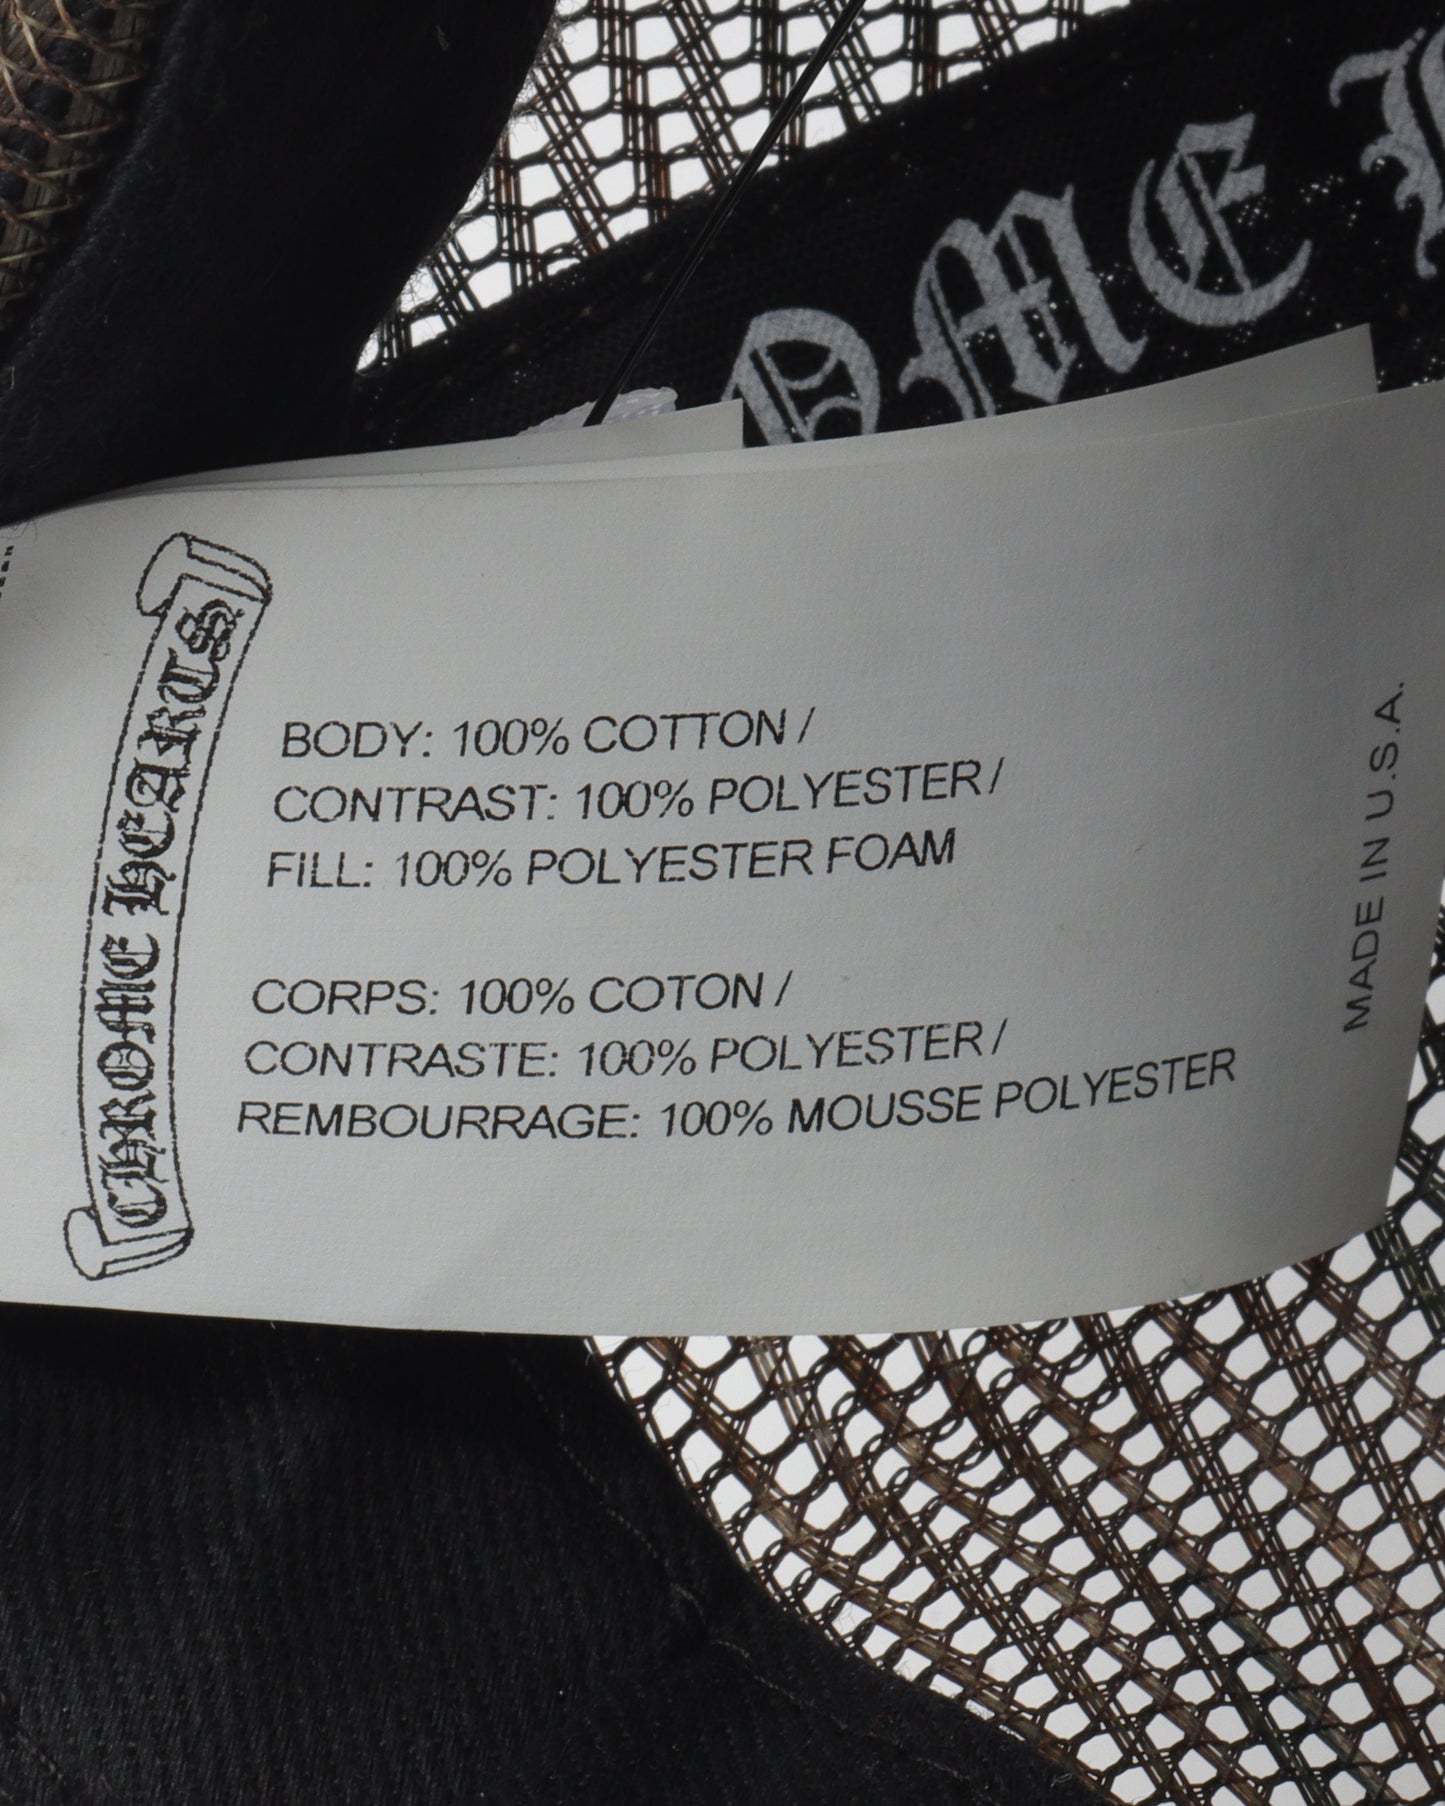 OME H
CHROME HEARTS
BODY: 100% COTTON /
CONTRAST: 100% POLYESTER /
FILL: 100% POLYESTER FOAM
CORPS: 100% COTON /
CONTRASTE: 100% POLYESTER /
REMBOURRAGE: 100% MOUSSE POLYESTER
MADE IN U.S.A.